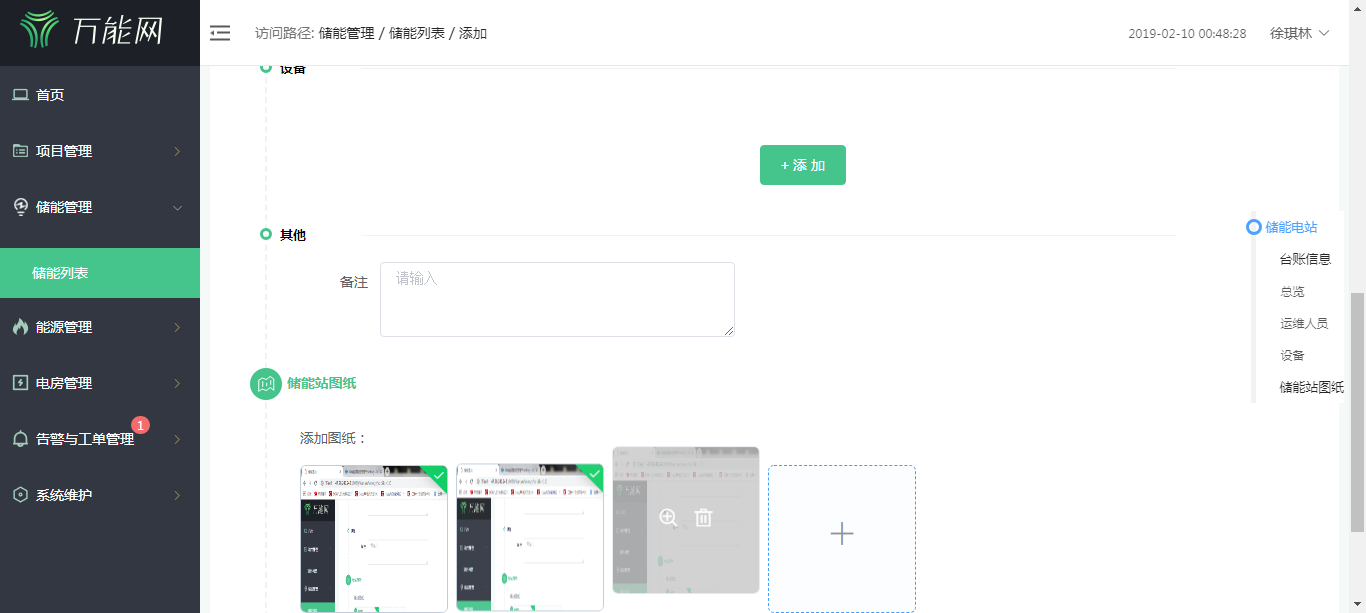 万能网
访问路径: 储能管理 / 储能列表 / 添加
2019-02-10 00:48:28
徐琪林
首页
项目管理
储能管理
储能列表
能源管理
电房管理
告警与工单管理
1
系统维护
设备
+ 添 加
其他
备注
请输入
储能站图纸
添加图纸：
储能电站
台账信息
总览
运维人员
设备
储能站图纸